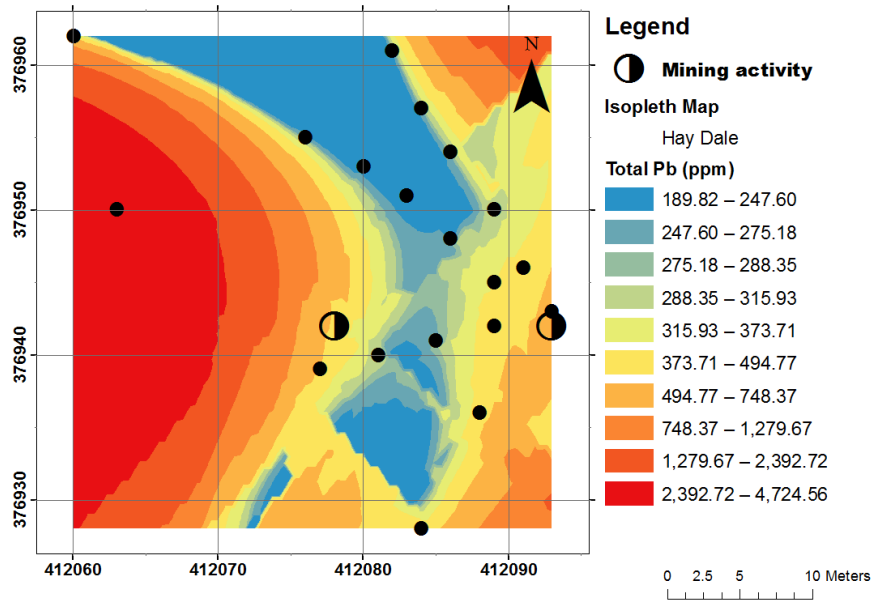 376960
376950
376940
376930
412060 412070 412080 412090
N
Legend
Mining activity
Isopleth Map
Hay Dale
Total Pb (ppm)
189.82 – 247.60
247.60 – 275.18
275.18 – 288.35
288.35 – 315.93
315.93 – 373.71
373.71 – 494.77
494.77 – 748.37
748.37 – 1,279.67
1,279.67 – 2,392.72
2,392.72 – 4,724.56
0 2.5 5 10 Meters